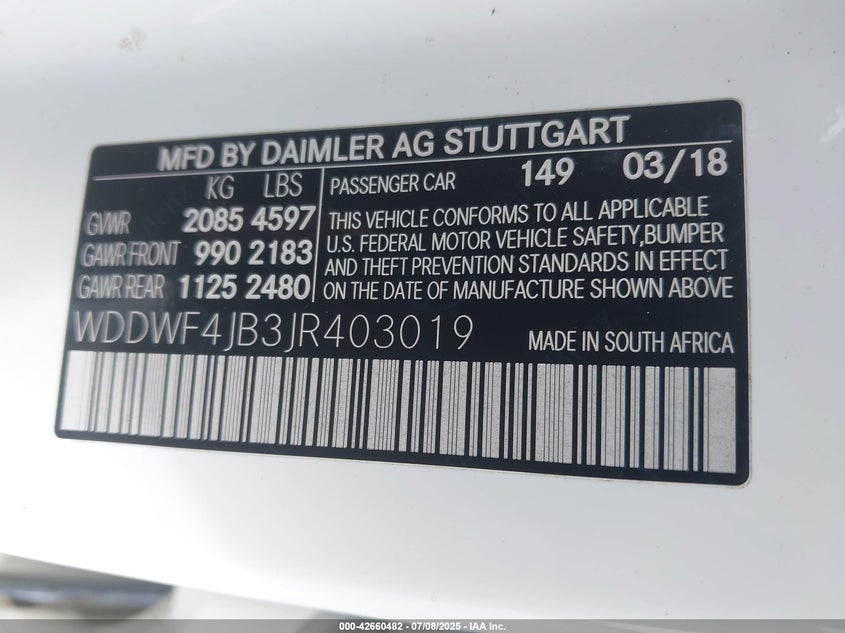 MFD BY DAIMLER AG STUTTGART
KG LBS
GVWR 2085 4597
GAWR FRONT 990 2183
GAWR REAR 1125 2480
PASSENGER CAR 149 03/18
THIS VEHICLE CONFORMS TO ALL APPLICABLE
U.S. FEDERAL MOTOR VEHICLE SAFETY,BUMPER
AND THEFT PREVENTION STANDARDS IN EFFECT
ON THE DATE OF MANUFACTURE SHOWN ABOVE
WDDWF4JB3JR403019
MADE IN SOUTH AFRICA
000-42660482 - 07/08/2025 - IAA Inc.